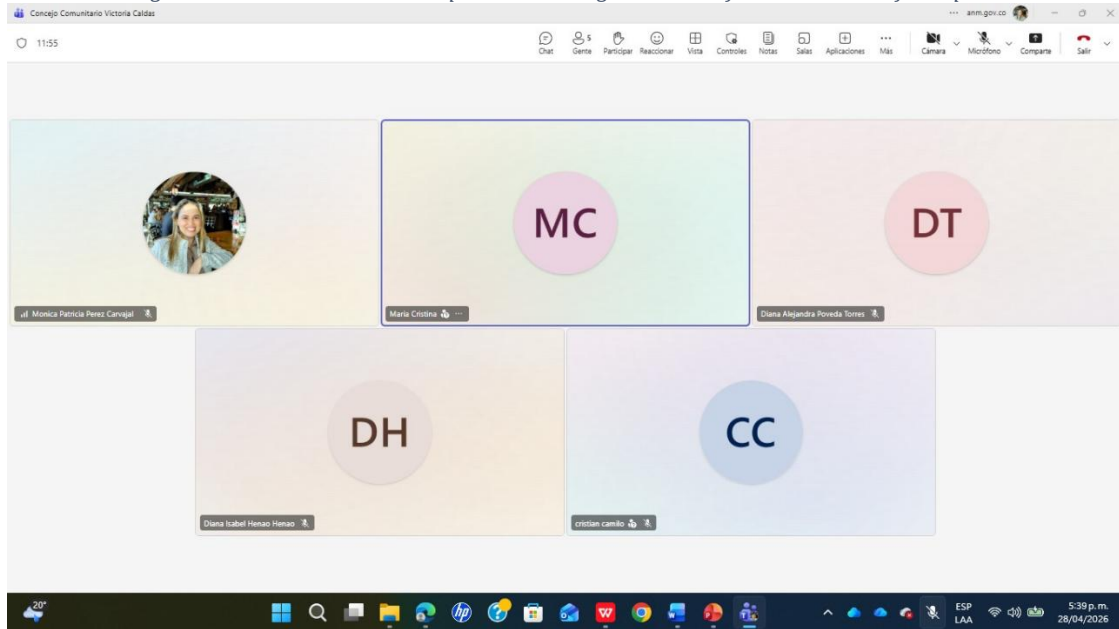 Concejo Comunitario Victoria Caldas
anm.gov.co
11:55
5
Chat Gente Participar Reaccionar Vista Controles Notas Salas Aplicaciones Más Cámara Micrófono Comparte Salir
MC
DT
Monica Patricia Perez Carvajal
Maria Cristina
Diana Alejandra Poveda Torres
DH
CC
Diana Isabel Henao Henao
cristian camilo
20°
hp
W
ESP
LAA
5:39 p. m.
28/04/2026